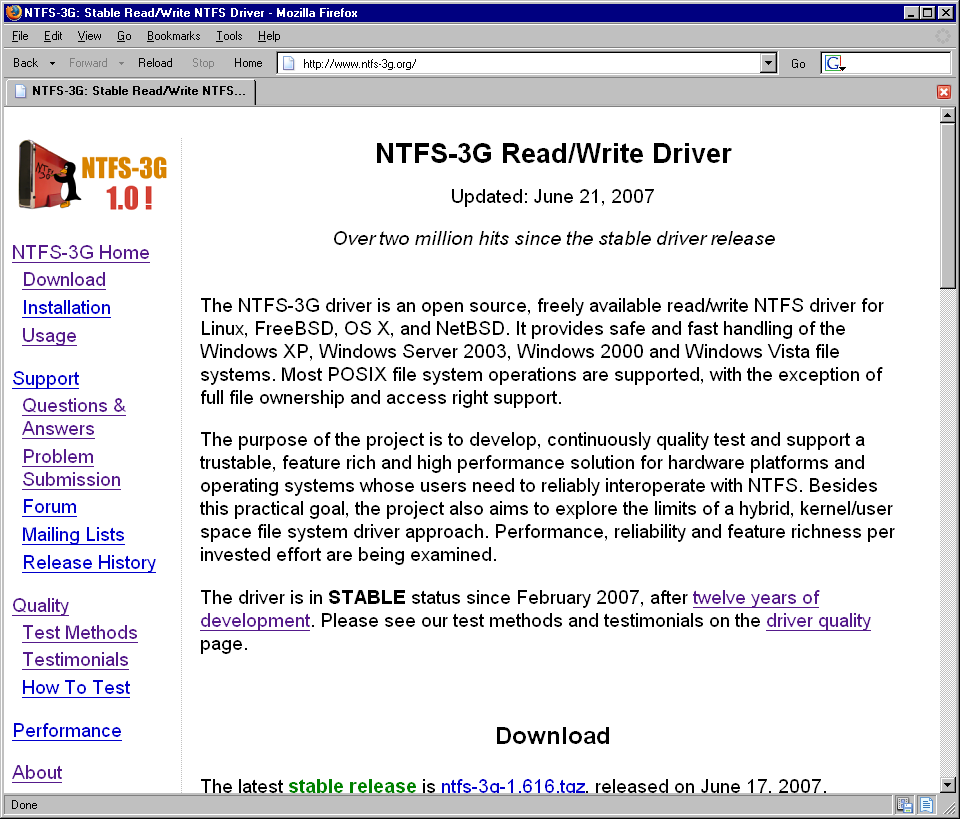 NTFS-3G: Stable Read/Write NTFS Driver - Mozilla Firefox
File Edit View Go Bookmarks Tools Help
Back Forward Reload Stop Home http://www.ntfs-3g.org/ Go G
NTFS-3G: Stable Read/Write NTFS...
NTFS-3G
1.0 !
NTFS-3G Home
Download
Installation
Usage
Support
Questions &
Answers
Problem
Submission
Forum
Mailing Lists
Release History
Quality
Test Methods
Testimonials
How To Test
Performance
About
NTFS-3G Read/Write Driver
Updated: June 21, 2007
Over two million hits since the stable driver release
The NTFS-3G driver is an open source, freely available read/write NTFS driver for
Linux, FreeBSD, OS X, and NetBSD. It provides safe and fast handling of the
Windows XP, Windows Server 2003, Windows 2000 and Windows Vista file
systems. Most POSIX file system operations are supported, with the exception of
full file ownership and access right support.
The purpose of the project is to develop, continuously quality test and support a
trustable, feature rich and high performance solution for hardware platforms and
operating systems whose users need to reliably interoperate with NTFS. Besides
this practical goal, the project also aims to explore the limits of a hybrid, kernel/user
space file system driver approach. Performance, reliability and feature richness per
invested effort are being examined.
The driver is in STABLE status since February 2007, after twelve years of
development. Please see our test methods and testimonials on the driver quality
page.
Download
The latest stable release is ntfs-3g-1.616.tgz, released on June 17, 2007.
Done